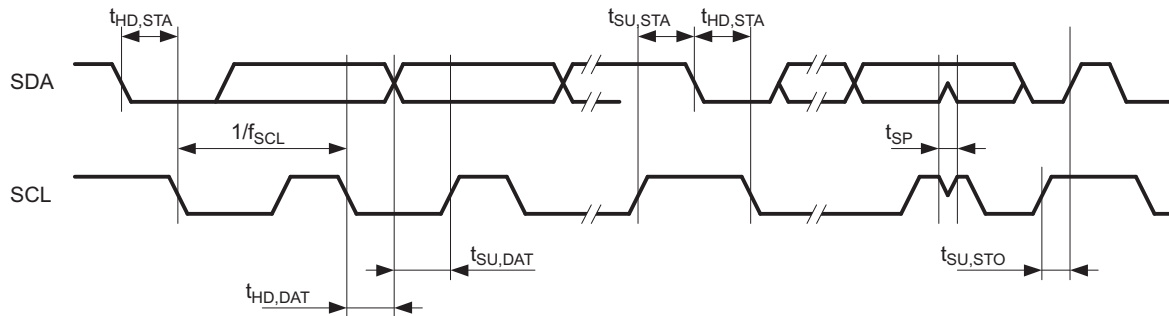 tHD,STA tSU,STA tHD,STA
SDA
1/fSCL tSP
SCL
tSU,DAT tSU,STO
tHD,DAT